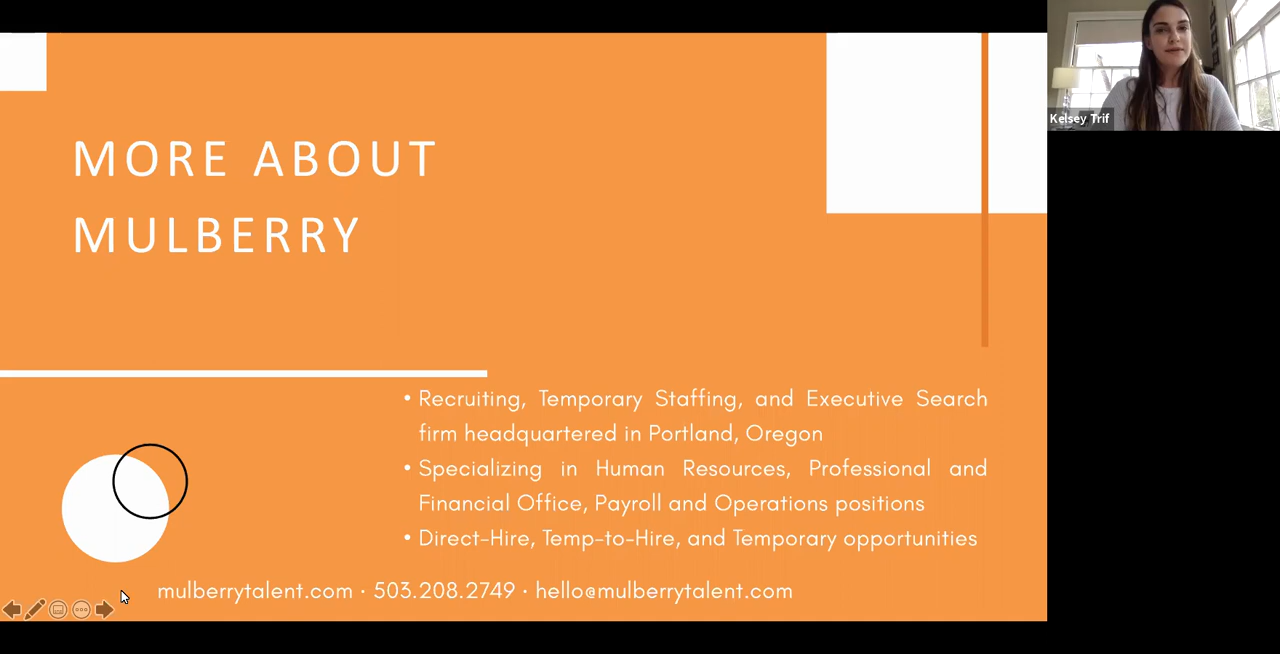 MORE ABOUT
MULBERRY
• Recruiting, Temporary Staffing, and Executive Search
firm headquartered in Portland, Oregon
• Specializing in Human Resources, Professional and
Financial Office, Payroll and Operations positions
• Direct-Hire, Temp-to-Hire, and Temporary opportunities
mulberrytalent.com · 503.208.2749 · hello@mulberrytalent.com
Kelsey Trif